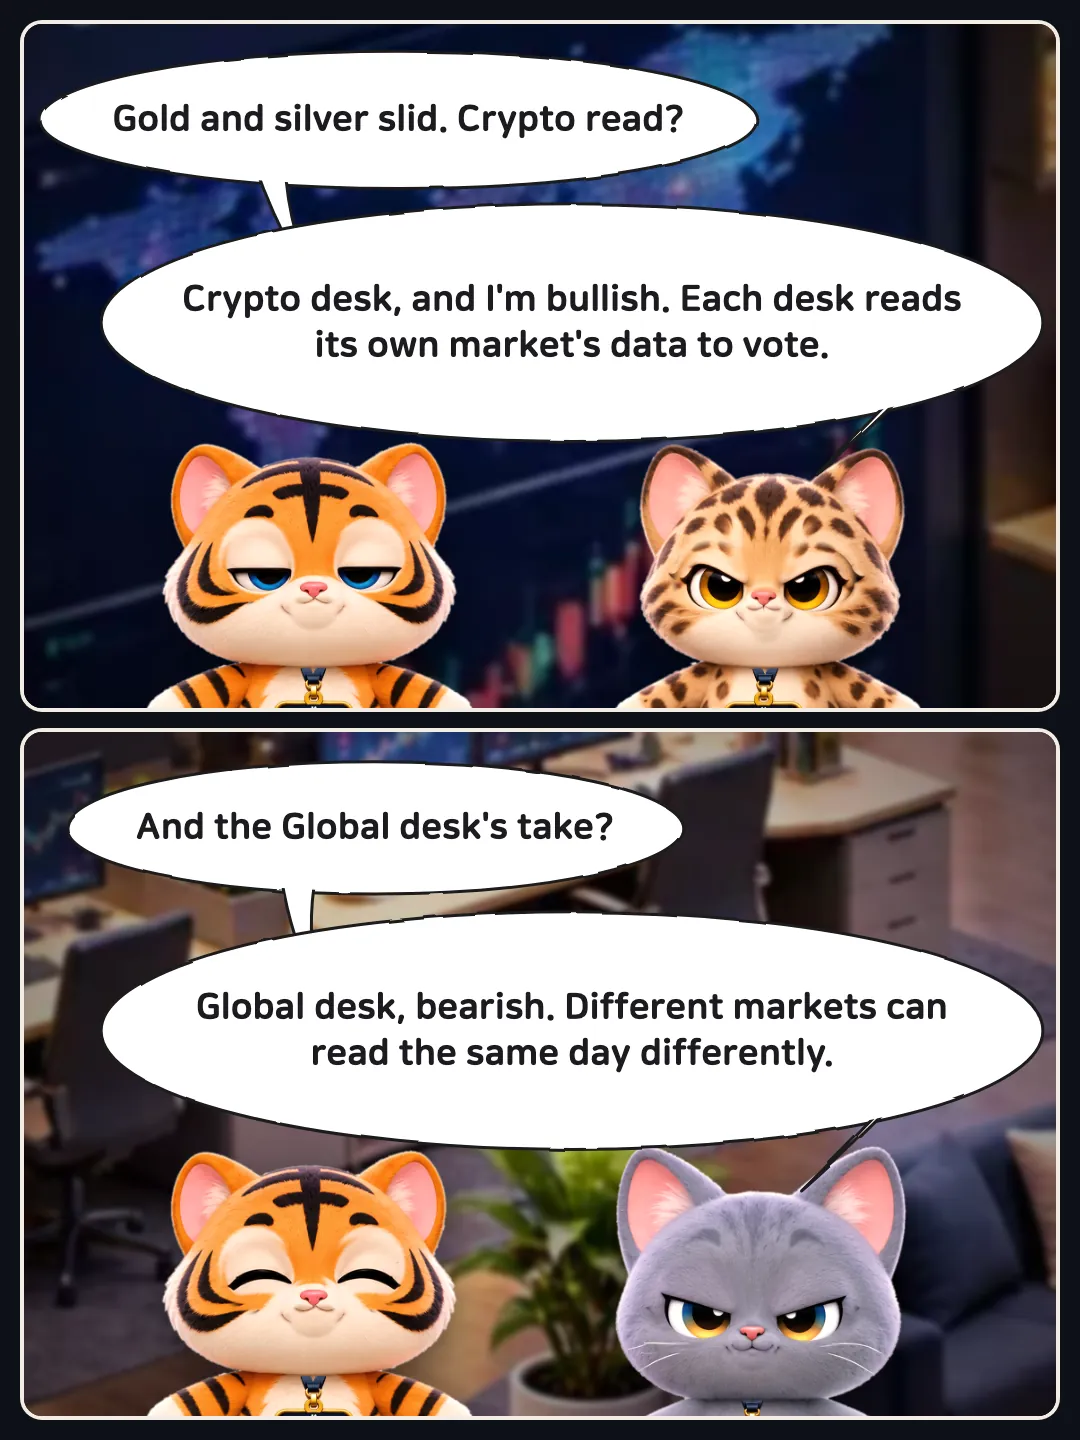 Gold and silver slid. Crypto read?
Crypto desk, and I'm bullish. Each desk reads
its own market's data to vote.
And the Global desk's take?
Global desk, bearish. Different markets can
read the same day differently.